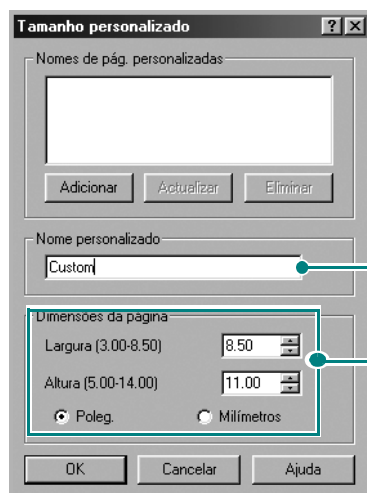 Tamanho personalizado
Nomes de pág. personalizadas
Adicionar Actualizar Eliminar
Nome personalizado
Custom
Dimensões da página
Largura (3.00-8.50) 8.50
Altura (5.00-14.00) 11.00
Poleg. Milímetros
OK Cancelar Ajuda